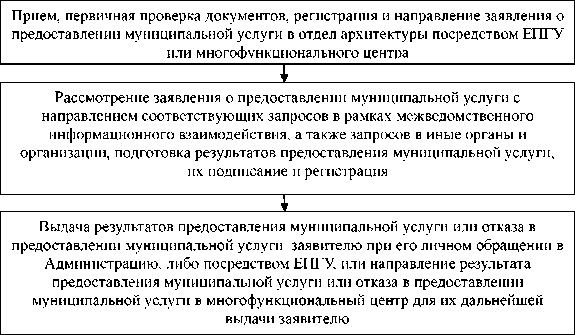 Прием, первичная проверка документов, регистрация и направление заявления о
предоставлении муниципальной услуги в отдел архитектуры посредством ЕПГУ
или многофункционального центра
Рассмотрение заявления о предоставлении муниципальной услуги с
направлением соответствующих запросов в рамках межведомственного
информационного взаимодействия, а также запросов в иные органы и
организации, подготовка результатов предоставления муниципальной услуги,
их подписание и регистрация
Выдача результатов предоставления муниципальной услуги или отказа в
предоставлении муниципальной услуги заявителю при его личном обращении в
Администрацию, либо посредством ЕПГУ, или направление результата
предоставления муниципальной услуги или отказа в предоставлении
муниципальной услуги в многофункциональный центр для их дальнейшей
выдачи заявителю